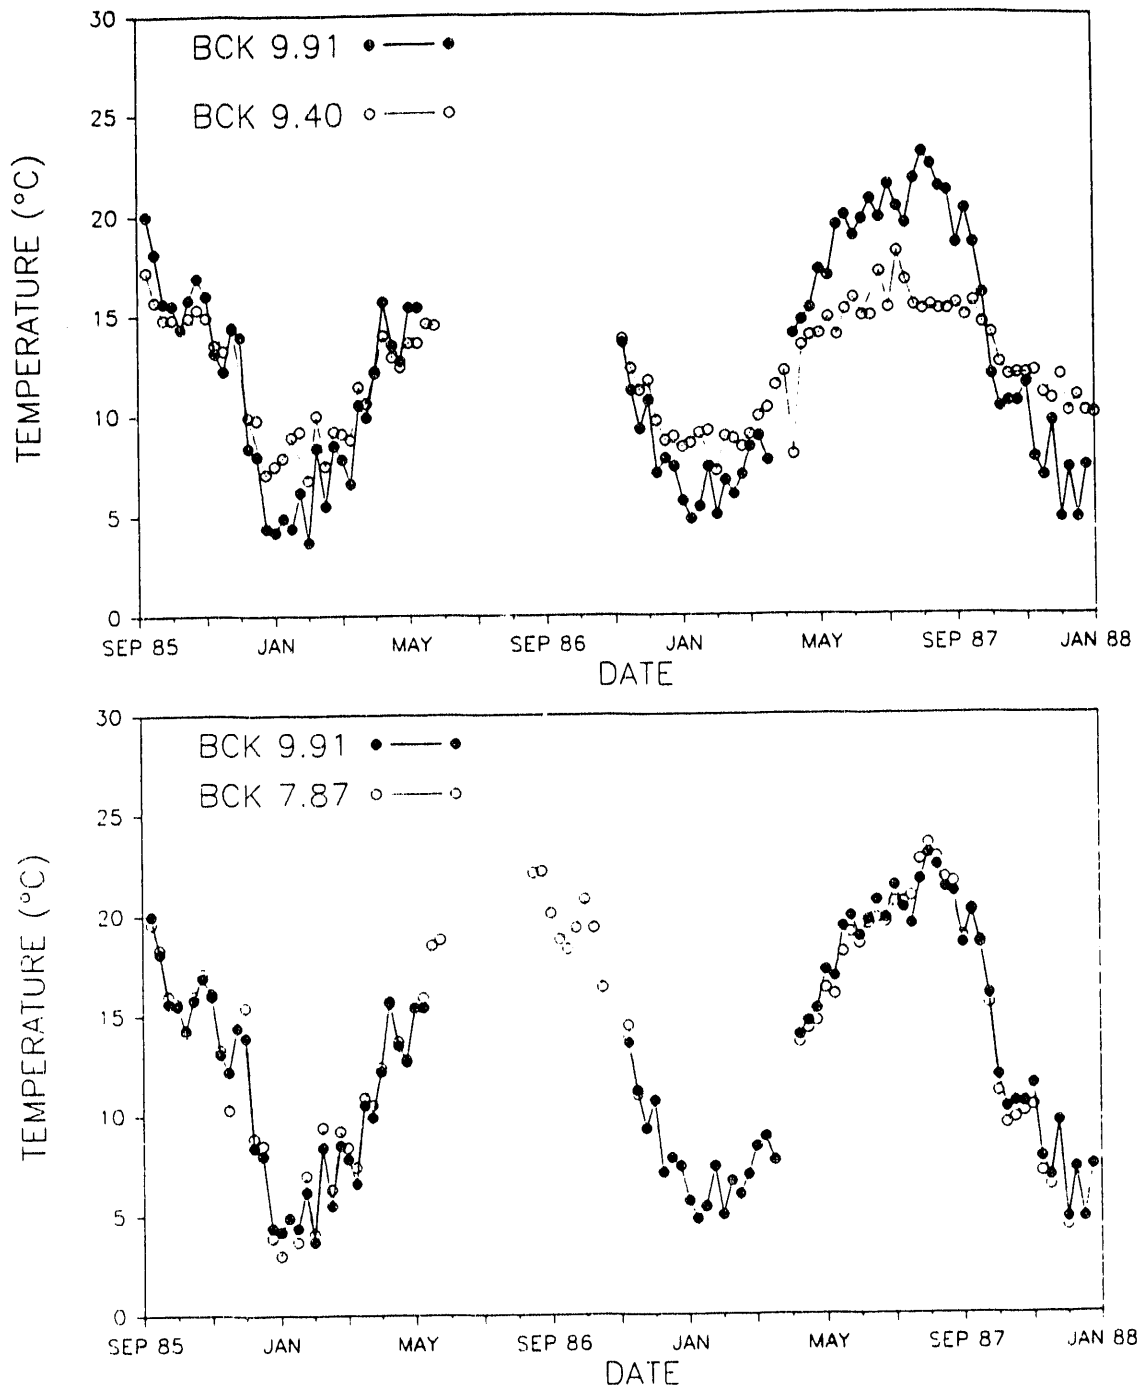 30
25
20
15
10
5
0
TEMPERATURE (°C)
BCK 9.91
BCK 9.40
SEP 85 JAN MAY SEP 86 JAN MAY SEP 87 JAN 88
DATE
30
25
20
15
10
5
0
TEMPERATURE (°C)
BCK 9.91
BCK 7.87
SEP 85 JAN MAY SEP 86 JAN MAY SEP 87 JAN 88
DATE